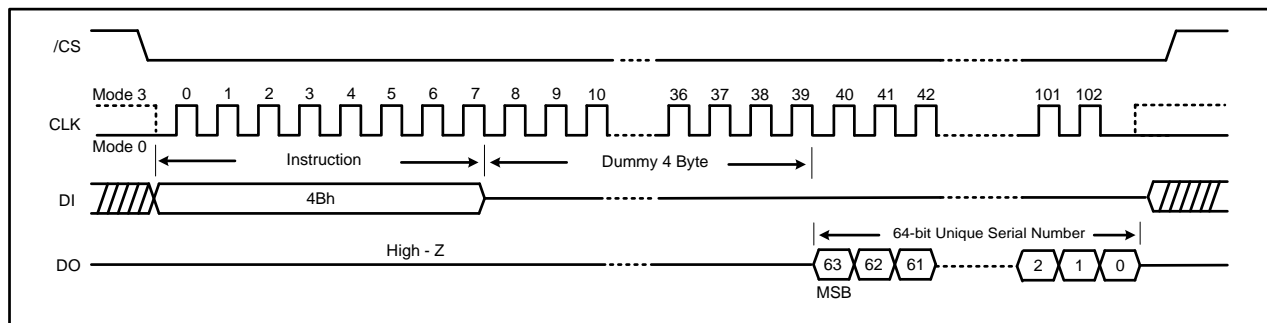 /CS
Mode 3 0 1 2 3 4 5 6 7 8 9 10 36 37 38 39 40 41 42 101 102
CLK
Mode 0
Instruction Dummy 4 Byte
DI 4Bh
64-bit Unique Serial Number
High - Z
DO 63 62 61 2 1 0
MSB